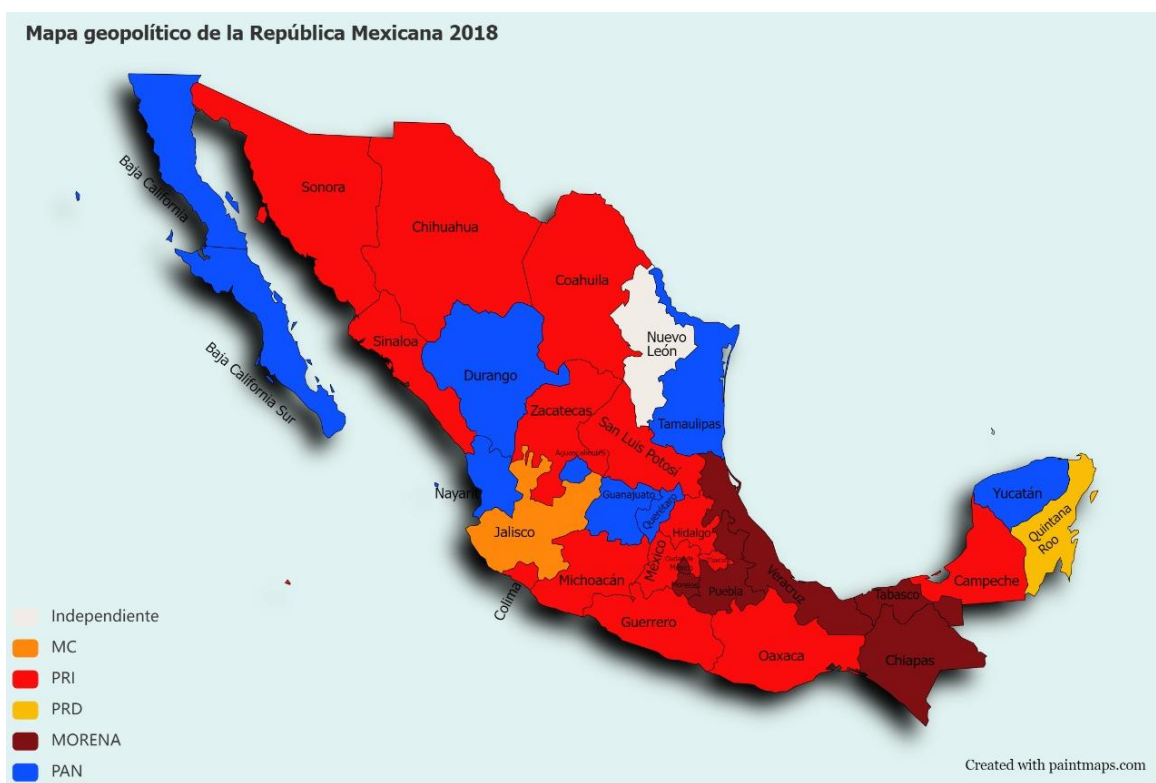 Mapa geopolítico de la República Mexicana 2018
Baja California
Sonora
Chihuahua
Coahuila
Nuevo
León
Sinaloa
Baja California Sur
Durango
Tamaulipas
Zacatecas
San Luis Potosí
Aguascalientes
Nayarit
Guanajuato
Querétaro
Yucatán
Quintana
Roo
Jalisco
Hidalgo
México
Veracruz
Michoacán
Colima
Morelos
Puebla
Tabasco
Campeche
Guerrero
Oaxaca
Chiapas
Independiente
MC
PRI
PRD
MORENA
PAN
Created with paintmaps.com